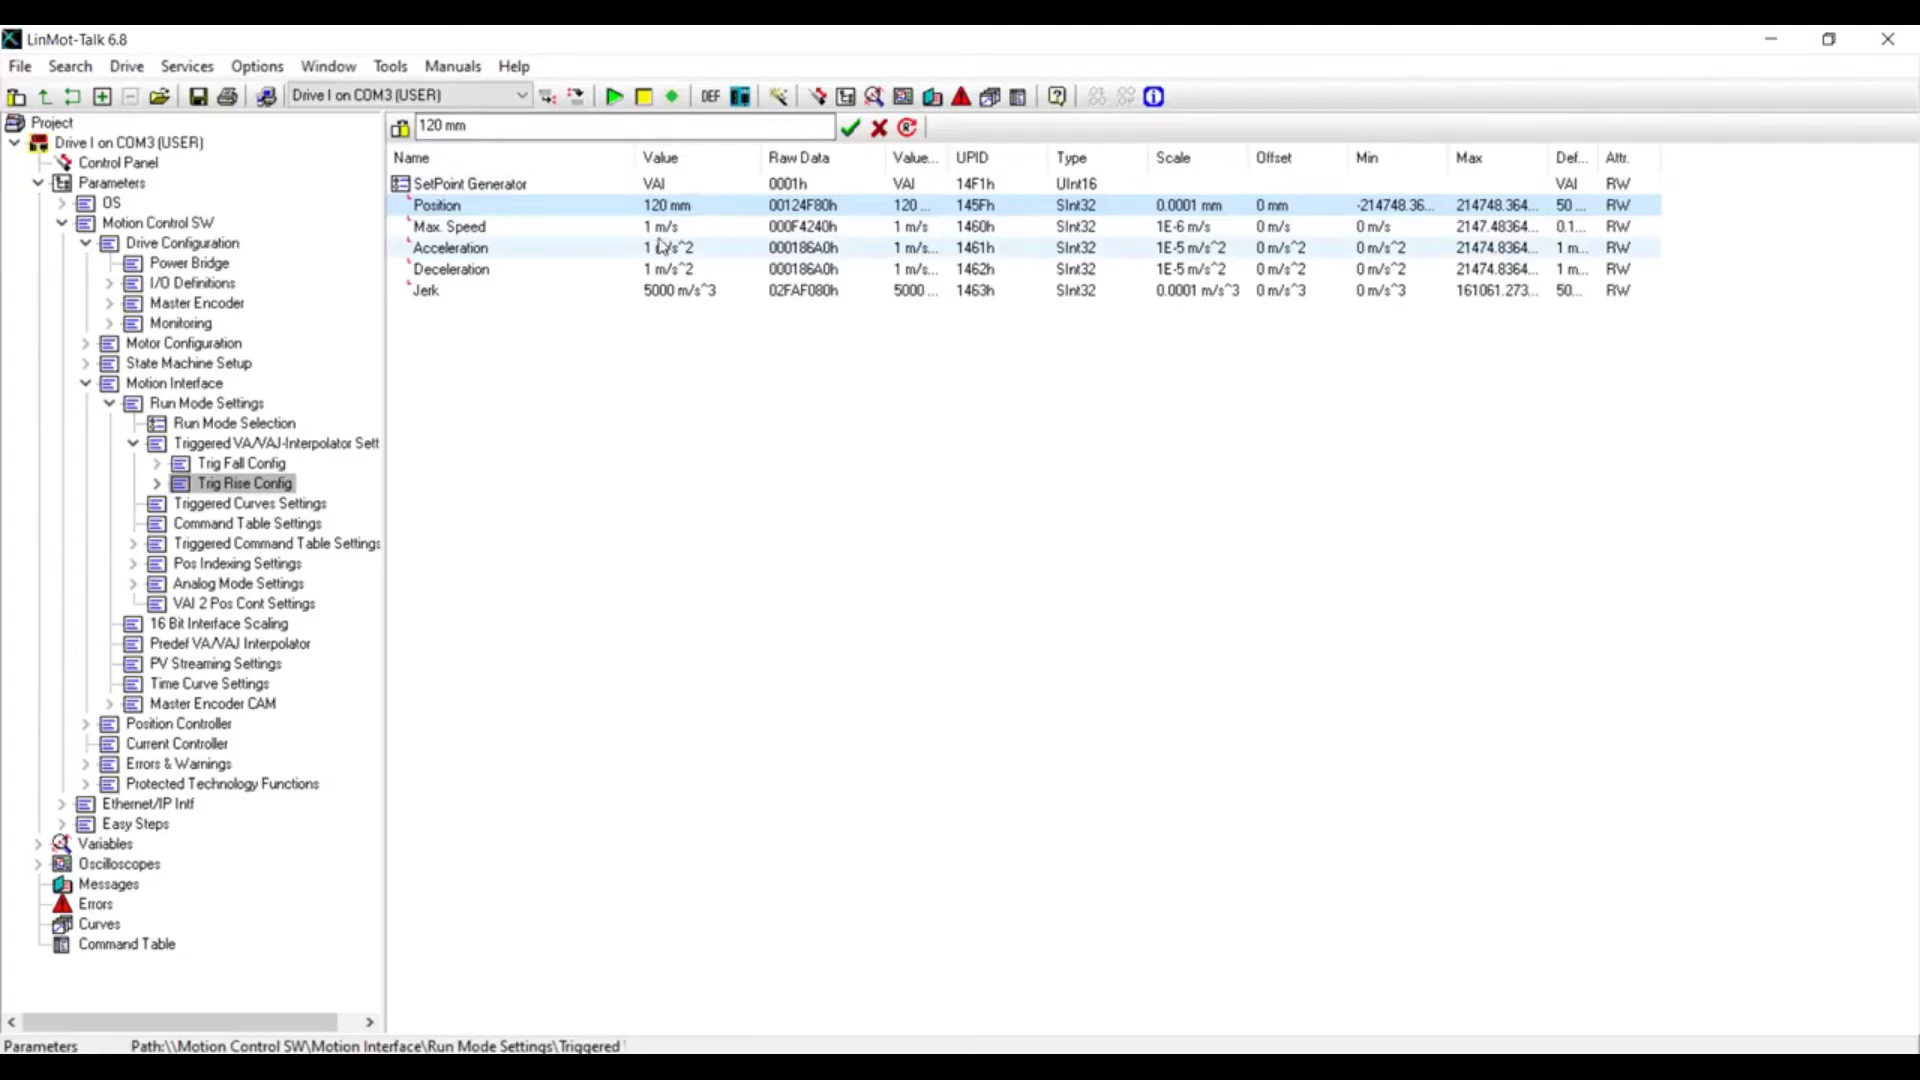 LinMot-Talk 6.8
File Search Drive Services Options Window Tools Manuals Help
Drive I on COM3 (USER) DEF
Project
Drive I on COM3 (USER)
Control Panel
Parameters
OS
Motion Control SW
Drive Configuration
Power Bridge
I/O Definitions
Master Encoder
Monitoring
Motor Configuration
State Machine Setup
Motion Interface
Run Mode Settings
Run Mode Selection
Triggered VA/VAJ-Interpolator Sett
Trig Fall Config
Trig Rise Config
Triggered Curves Settings
Command Table Settings
Triggered Command Table Settings
Pos Indexing Settings
Analog Mode Settings
VAI 2 Pos Cont Settings
16 Bit Interface Scaling
Predef VA/VAJ Interpolator
PV Streaming Settings
Time Curve Settings
Master Encoder CAM
Position Controller
Current Controller
Errors & Warnings
Protected Technology Functions
Ethernet/IP Intf
Easy Steps
Variables
Oscilloscopes
Messages
Errors
Curves
Command Table
120 mm
Name Value Raw Data Value... UPID Type Scale Offset Min Max Def... Attr.
SetPoint Generator VAI 0001h VAI 14F1h UInt16 VAI RW
Position 120 mm 00124F80h 120 ... 145Fh SInt32 0.0001 mm 0 mm -214748.36... 214748.364... 50 ... RW
Max. Speed 1 m/s 000F4240h 1 m/s 1460h SInt32 1E-6 m/s 0 m/s 0 m/s 2147.48364... 0.1... RW
Acceleration 1 m/s^2 000186A0h 1 m/s... 1461h SInt32 1E-5 m/s^2 0 m/s^2 0 m/s^2 21474.8364... 1 m... RW
Deceleration 1 m/s^2 000186A0h 1 m/s... 1462h SInt32 1E-5 m/s^2 0 m/s^2 0 m/s^2 21474.8364... 1 m... RW
Jerk 5000 m/s^3 02FAF080h 5000 ... 1463h SInt32 0.0001 m/s^3 0 m/s^3 0 m/s^3 161061.273... 50... RW
Parameters Path:\\Motion Control SW\Motion Interface\Run Mode Settings\Triggered